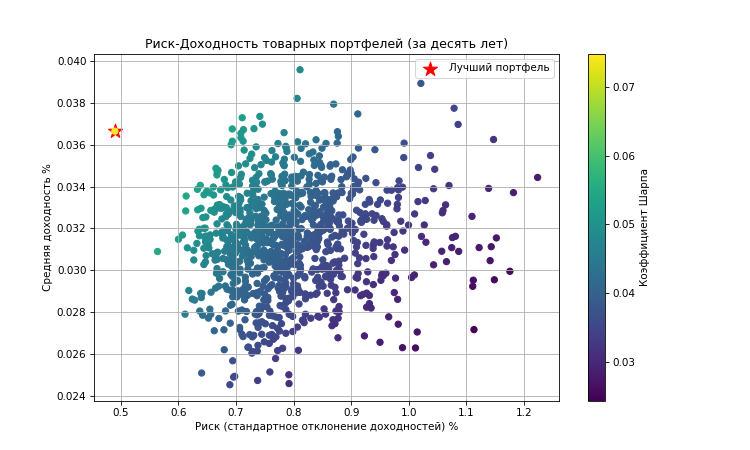 Риск-Доходность товарных портфелей (за десять лет)
Лучший портфель
0.040
0.038
0.036
0.034
0.032
0.030
0.028
0.026
0.024
Средняя доходность %
0.5 0.6 0.7 0.8 0.9 1.0 1.1 1.2
Риск (стандартное отклонение доходностей) %
0.07
0.06
0.05
0.04
0.03
Коэффициент Шарпа